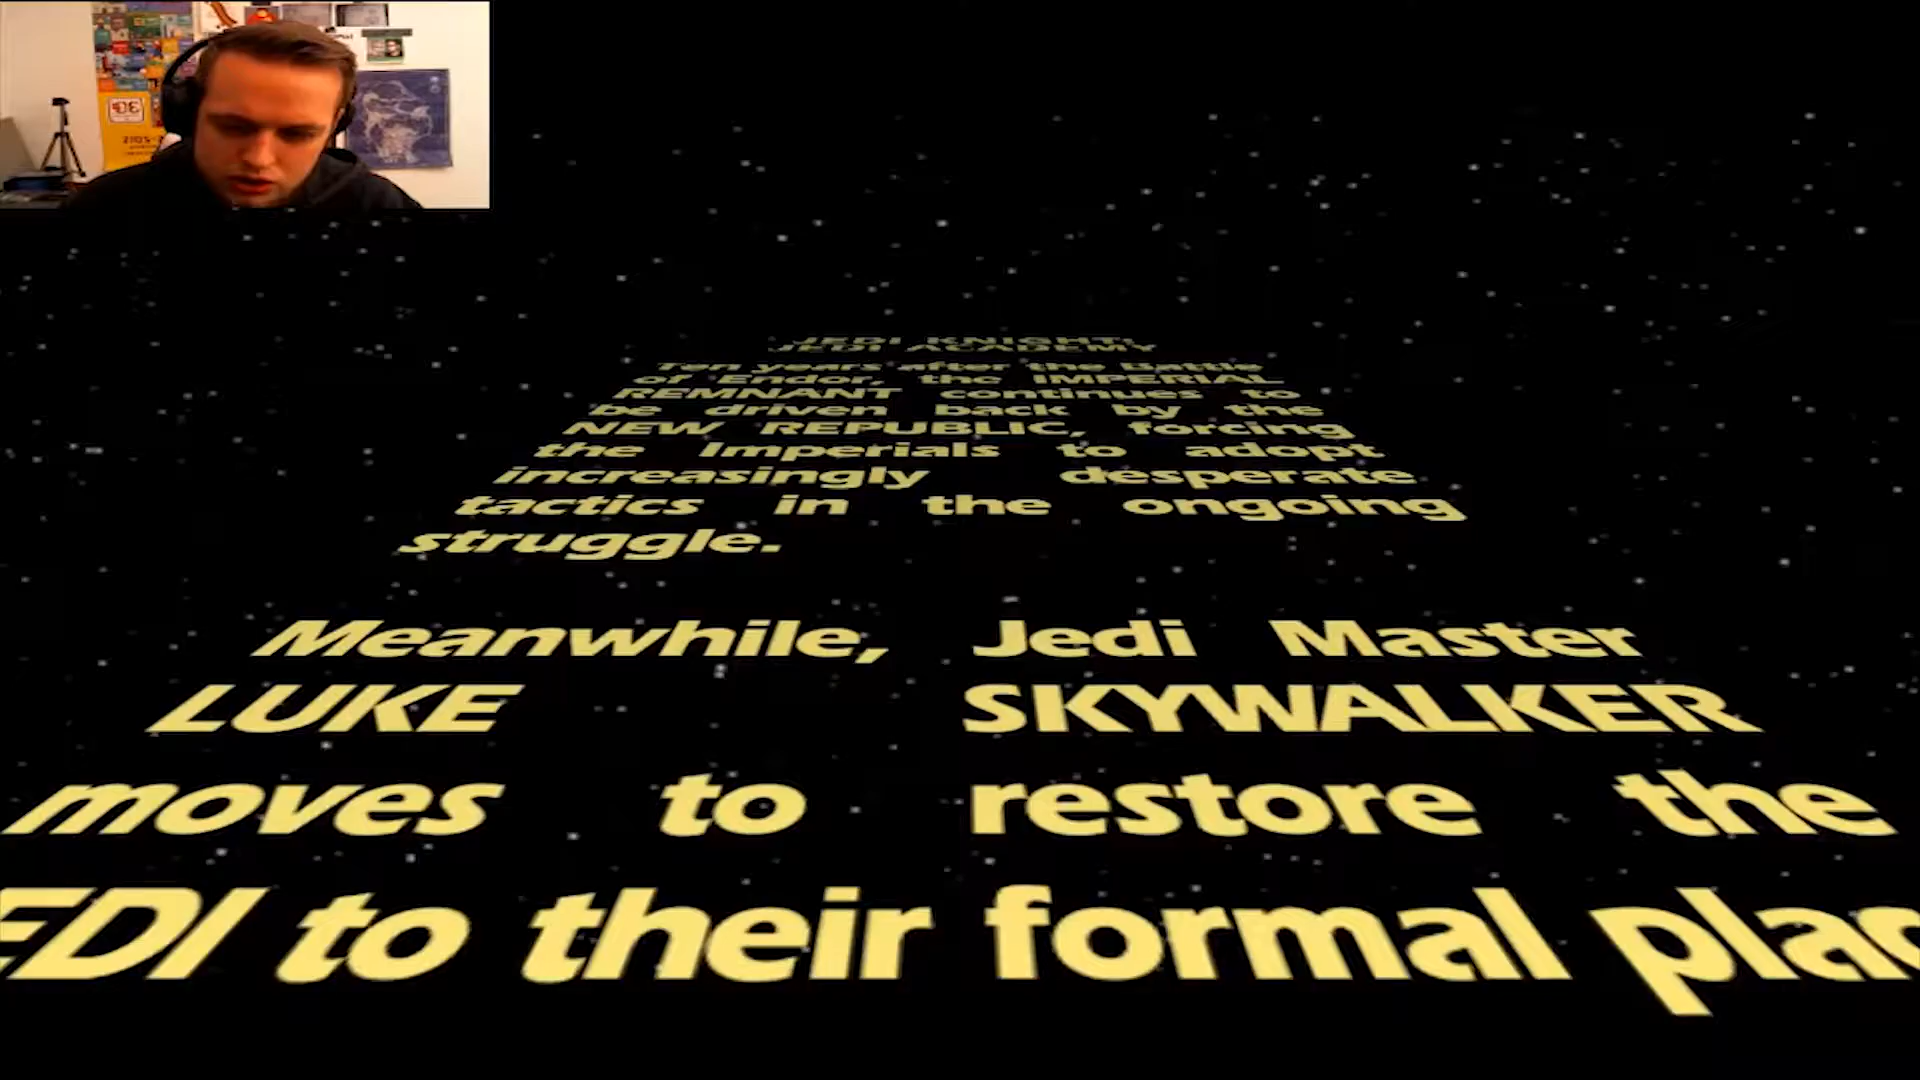 JEDI KNIGHT:
JEDI ACADEMY
Ten years after the Battle
of Endor, the IMPERIAL
REMNANT continues to
be driven back by the
NEW REPUBLIC, forcing
the Imperials to adopt
increasingly desperate
tactics in the ongoing
struggle.
Meanwhile, Jedi Master
LUKE SKYWALKER
moves to restore the
EDI to their formal plac